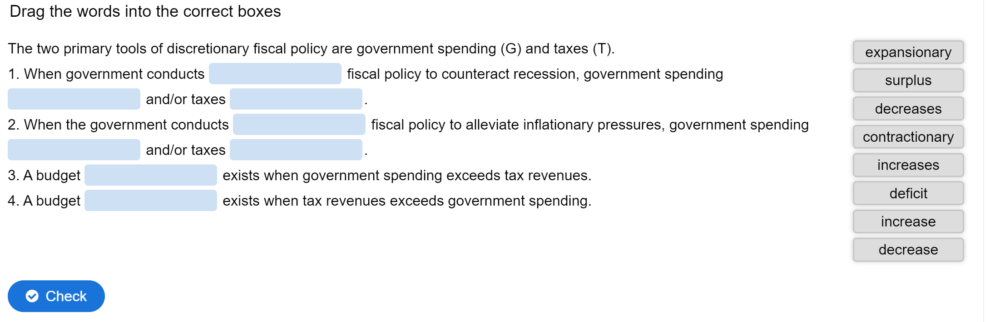 Drag the words into the correct boxes
The two primary tools of discretionary fiscal policy are government spending (G) and taxes (T).
1. When government conducts fiscal policy to counteract recession, government spending
and/or taxes .
2. When the government conducts fiscal policy to alleviate inflationary pressures, government spending
and/or taxes .
3. A budget exists when government spending exceeds tax revenues.
4. A budget exists when tax revenues exceeds government spending.
expansionary
surplus
decreases
contractionary
increases
deficit
increase
decrease
Check